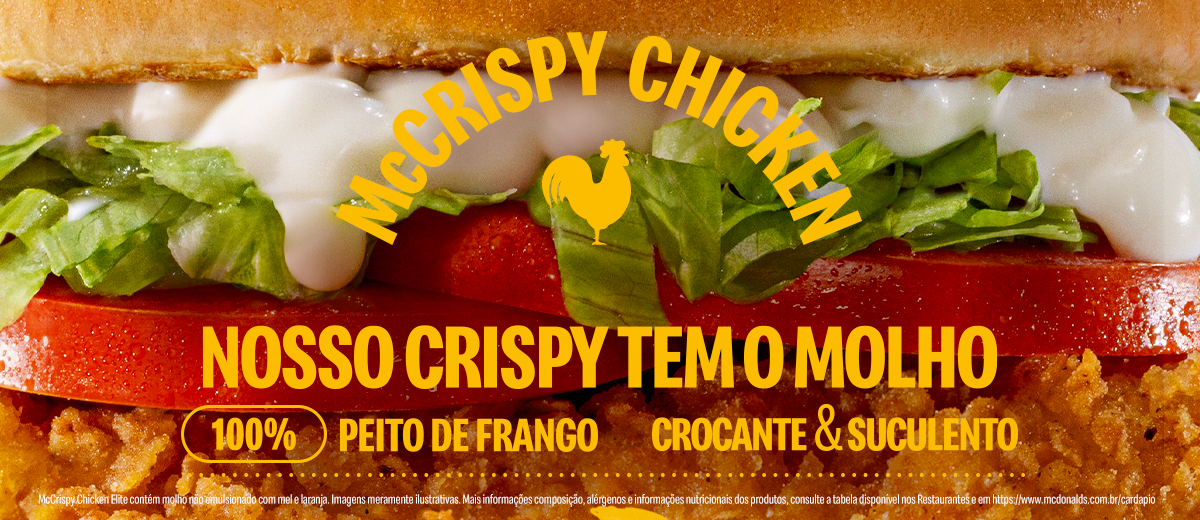 McCRISPY CHICKEN
NOSSO CRISPY TEM O MOLHO
100% PEITO DE FRANGO CROCANTE & SUCULENTO
McCrispy Chicken Elite contém molho não emulsionado com mel e laranja. Imagens meramente ilustrativas. Mais informações composição, alérgenos e informações nutricionais dos produtos, consulte a tabela disponível nos Restaurantes e em https://www.mcdonalds.com.br/cardapio